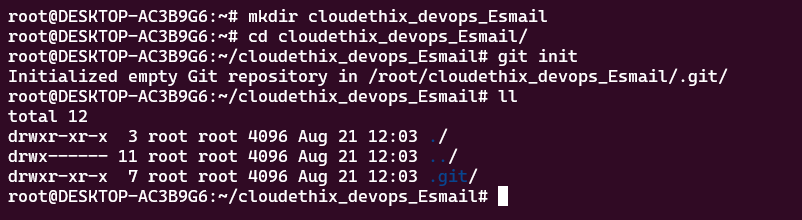 root@DESKTOP-AC3B9G6:~# mkdir cloudethix_devops_Esmail
root@DESKTOP-AC3B9G6:~# cd cloudethix_devops_Esmail/
root@DESKTOP-AC3B9G6:~/cloudethix_devops_Esmail# git init
Initialized empty Git repository in /root/cloudethix_devops_Esmail/.git/
root@DESKTOP-AC3B9G6:~/cloudethix_devops_Esmail# ll
total 12
drwxr-xr-x  3 root root 4096 Aug 21 12:03 ./
drwx------ 11 root root 4096 Aug 21 12:03 ../
drwxr-xr-x  7 root root 4096 Aug 21 12:03 .git/
root@DESKTOP-AC3B9G6:~/cloudethix_devops_Esmail#